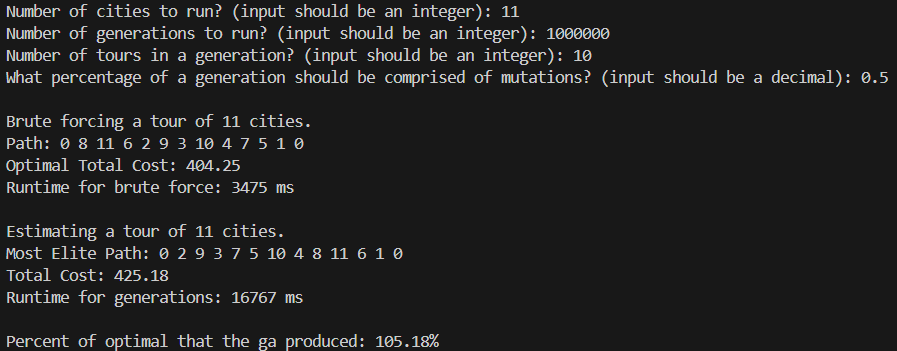 Number of cities to run? (input should be an integer): 11
Number of generations to run? (input should be an integer): 1000000
Number of tours in a generation? (input should be an integer): 10
What percentage of a generation should be comprised of mutations? (input should be a decimal): 0.5
Brute forcing a tour of 11 cities.
Path: 0 8 11 6 2 9 3 10 4 7 5 1 0
Optimal Total Cost: 404.25
Runtime for brute force: 3475 ms
Estimating a tour of 11 cities.
Most Elite Path: 0 2 9 3 7 5 10 4 8 11 6 1 0
Total Cost: 425.18
Runtime for generations: 16767 ms
Percent of optimal that the ga produced: 105.18%